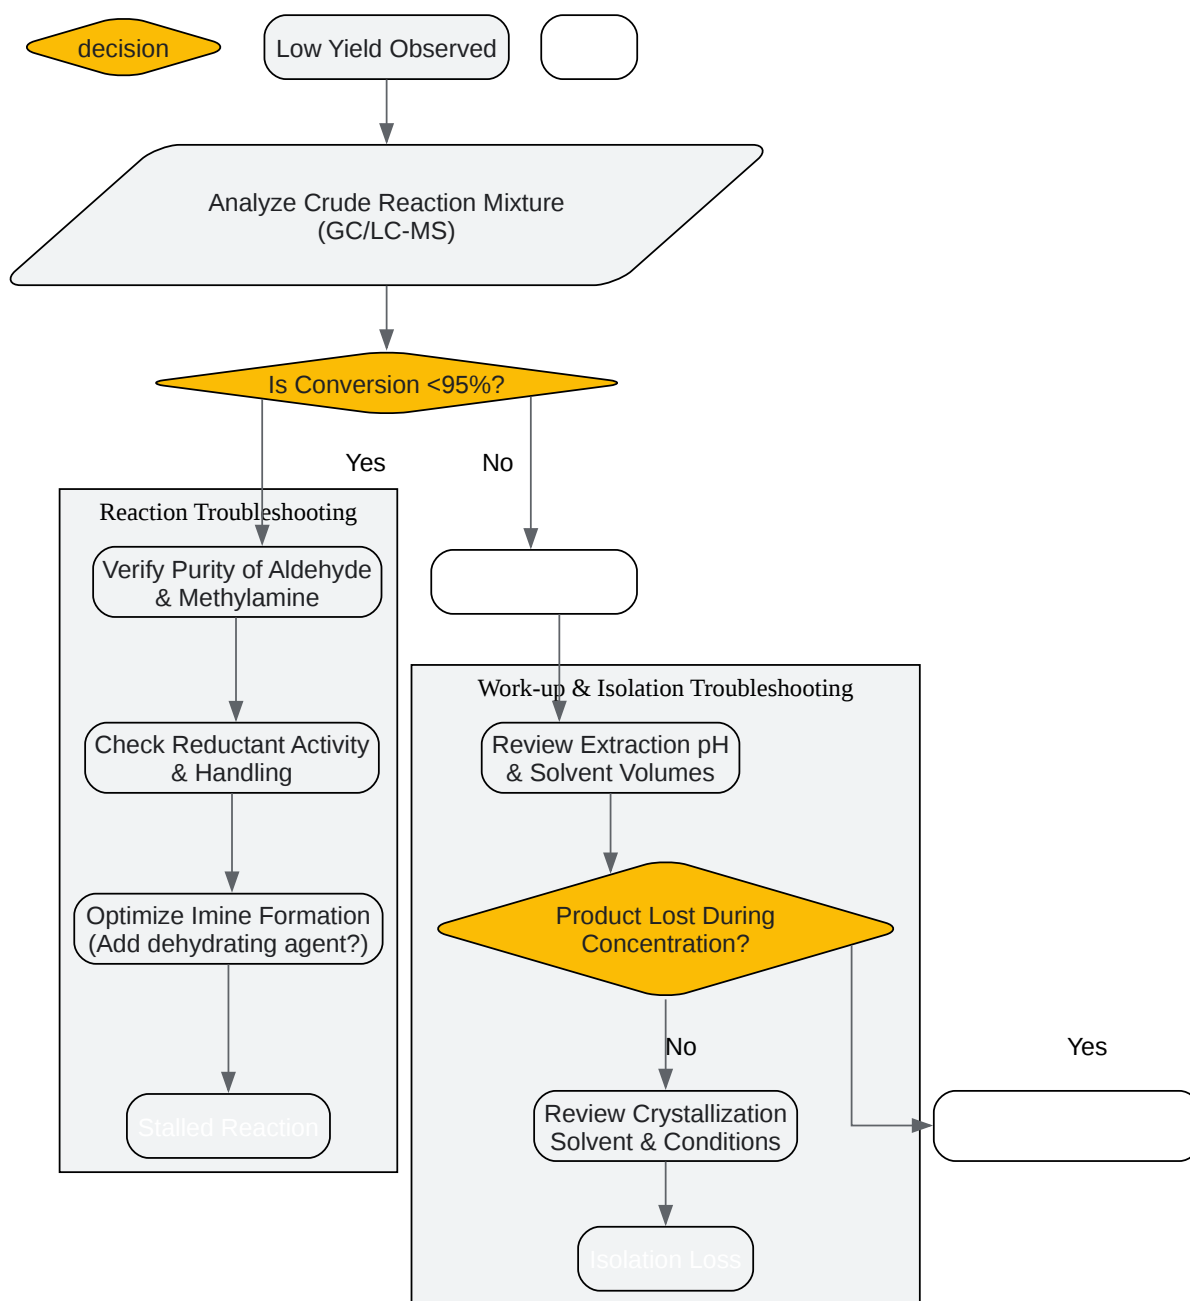 decision
Low Yield Observed
Analyze Crude Reaction Mixture
(GC/LC-MS)
Is Conversion <95%?
Yes
No
Reaction Troubleshooting
Verify Purity of Aldehyde
& Methylamine
Work-up & Isolation Troubleshooting
Check Reductant Activity
& Handling
Review Extraction pH
& Solvent Volumes
Optimize Imine Formation
(Add dehydrating agent?)
Product Lost During
Concentration?
No
Yes
Stalled Reaction
Review Crystallization
Solvent & Conditions
Isolation Loss